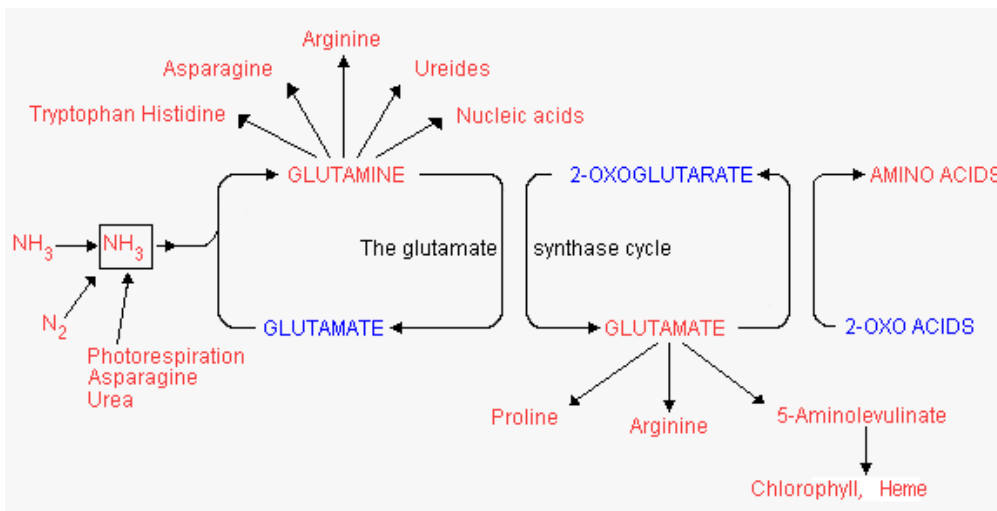 Arginine
Asparagine
Ureides
Tryptophan Histidine
Nucleic acids
GLUTAMINE
2-OXOGLUTARATE
AMINO ACIDS
NH3
NH3
The glutamate
synthase cycle
N2
GLUTAMATE
GLUTAMATE
2-OXO ACIDS
Photorespiration
Asparagine
Urea
Proline
Arginine
5-Aminolevulinate
Chlorophyll, Heme